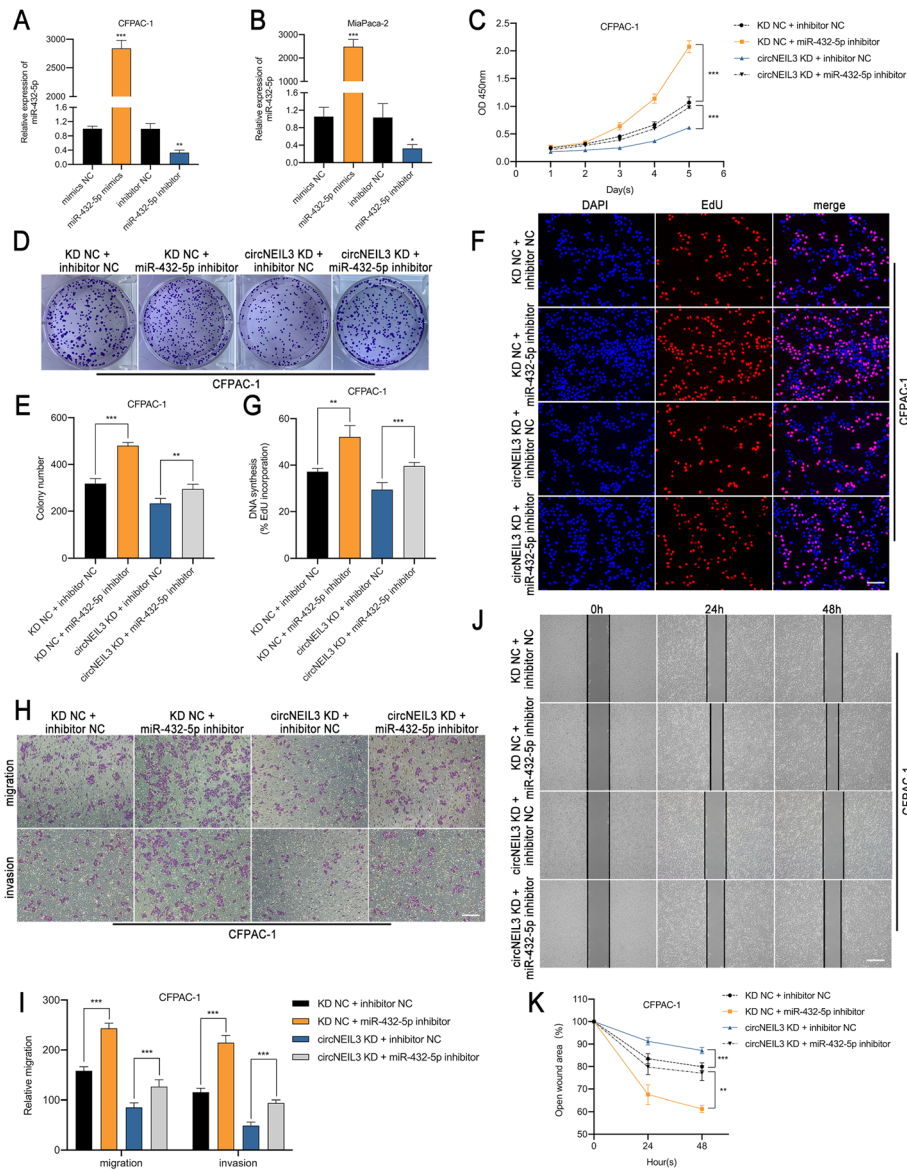 A
CFPAC-1
Relative expression of
miR-432-5p
3000
2000
1000
1.6
1.2
0.8
0.4
0.0
***
**
mimics NC
miR-432-5p mimics
inhibitor NC
miR-432-5p inhibitor
B
MiaPaca-2
Relative expression of
miR-432-5p
3000
2000
1000
1.6
1.2
0.8
0.4
0.0
***
*
mimics NC
miR-432-5p mimics
inhibitor NC
miR-432-5p inhibitor
C
CFPAC-1
OD 450nm
2.50
2.0
1.5
1.0
0.5
0.0
0 1 2 3 4 5 6
Day(s)
***
***
KD NC + inhibitor NC
KD NC + miR-432-5p inhibitor
circNEIL3 KD + inhibitor NC
circNEIL3 KD + miR-432-5p inhibitor
D
KD NC +
inhibitor NC
KD NC +
miR-432-5p inhibitor
circNEIL3 KD +
inhibitor NC
circNEIL3 KD +
miR-432-5p inhibitor
CFPAC-1
E
CFPAC-1
Colony number
600
400
200
0
***
**
KD NC + inhibitor NC
KD NC + miR-432-5p inhibitor
circNEIL3 KD + inhibitor NC
circNEIL3 KD + miR-432-5p inhibitor
G
CFPAC-1
DNA synthesis
(% EdU incorporation)
60
40
20
0
**
***
KD NC + inhibitor NC
KD NC + miR-432-5p inhibitor
circNEIL3 KD + inhibitor NC
circNEIL3 KD + miR-432-5p inhibitor
F
DAPI EdU merge
KD NC +
inhibitor NC
KD NC +
miR-432-5p inhibitor
circNEIL3 KD +
inhibitor NC
circNEIL3 KD +
miR-432-5p inhibitor
CFPAC-1
H
KD NC +
inhibitor NC
KD NC +
miR-432-5p inhibitor
circNEIL3 KD +
inhibitor NC
circNEIL3 KD +
miR-432-5p inhibitor
migration
invasion
CFPAC-1
J
0h 24h 48h
KD NC +
inhibitor NC
KD NC +
miR-432-5p inhibitor
circNEIL3 KD +
inhibitor NC
circNEIL3 KD +
miR-432-5p inhibitor
CFPAC-1
I
CFPAC-1
Relative migration
300
200
100
0
***
***
***
***
migration invasion
KD NC + inhibitor NC
KD NC + miR-432-5p inhibitor
circNEIL3 KD + inhibitor NC
circNEIL3 KD + miR-432-5p inhibitor
K
CFPAC-1
Open wound area (%)
100
90
80
70
60
50
0 24 48
Hour(s)
***
**
KD NC + inhibitor NC
KD NC + miR-432-5p inhibitor
circNEIL3 KD + inhibitor NC
circNEIL3 KD + miR-432-5p inhibitor